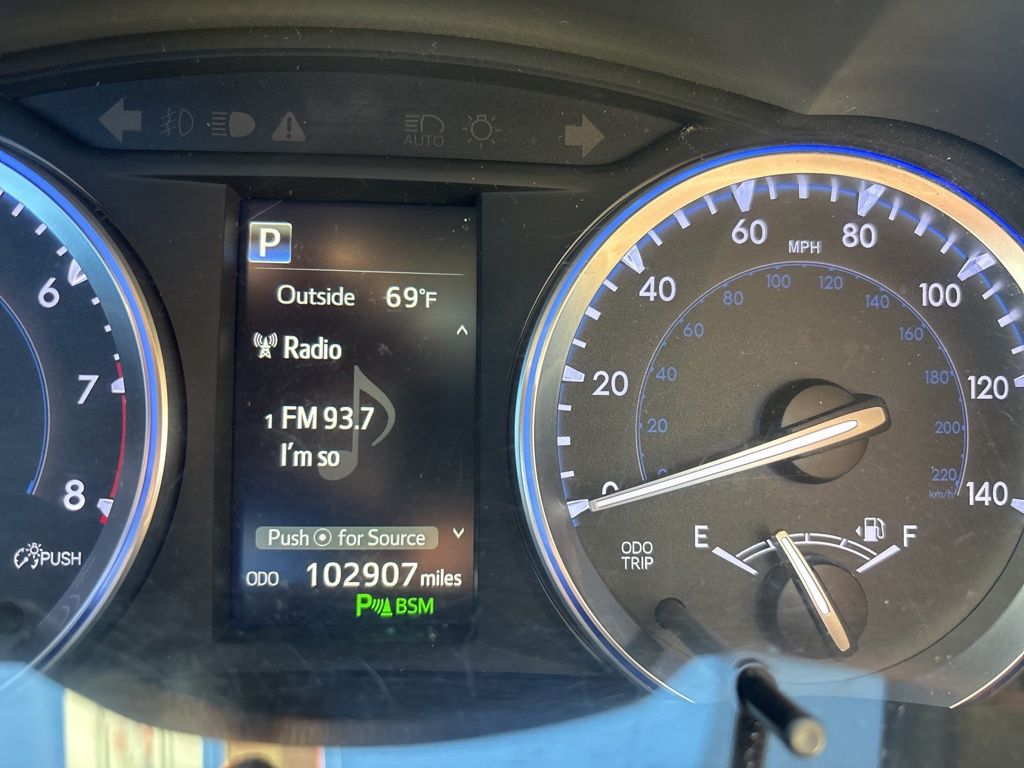 AUTO
P
Outside 69°F
Radio
1 FM 93.7
I'm so
Push for Source
ODO 102907 miles
P BSM
6
7
8
PUSH
0
20
40
60
80
100
120
140
MPH
0
20
40
60
80
100
120
140
160
180
200
220
km/h
ODO
TRIP
E
F